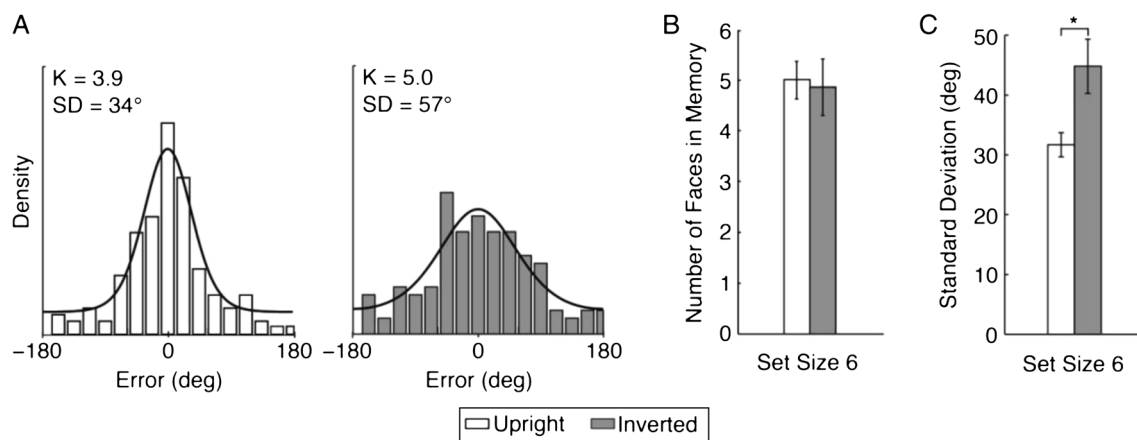 A
K = 3.9
SD = 34°
Density
−180
0
180
Error (deg)
K = 5.0
SD = 57°
−180
0
180
Error (deg)
B
Number of Faces in Memory
6
5
4
3
2
1
0
Set Size 6
C
*
Standard Deviation (deg)
50
40
30
20
10
0
Set Size 6
Upright
Inverted